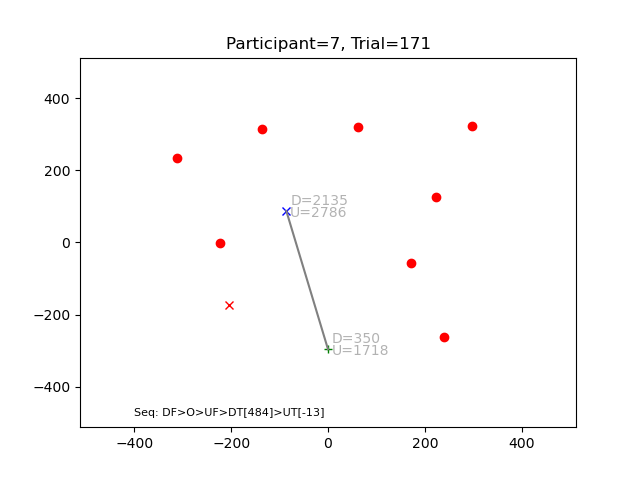 Participant=7, Trial=171
400
200
0
−200
−400
D=2135
U=2786
D=350
U=1718
Seq: DF>O>UF>DT[484]>UT[-13]
−400
−200
0
200
400